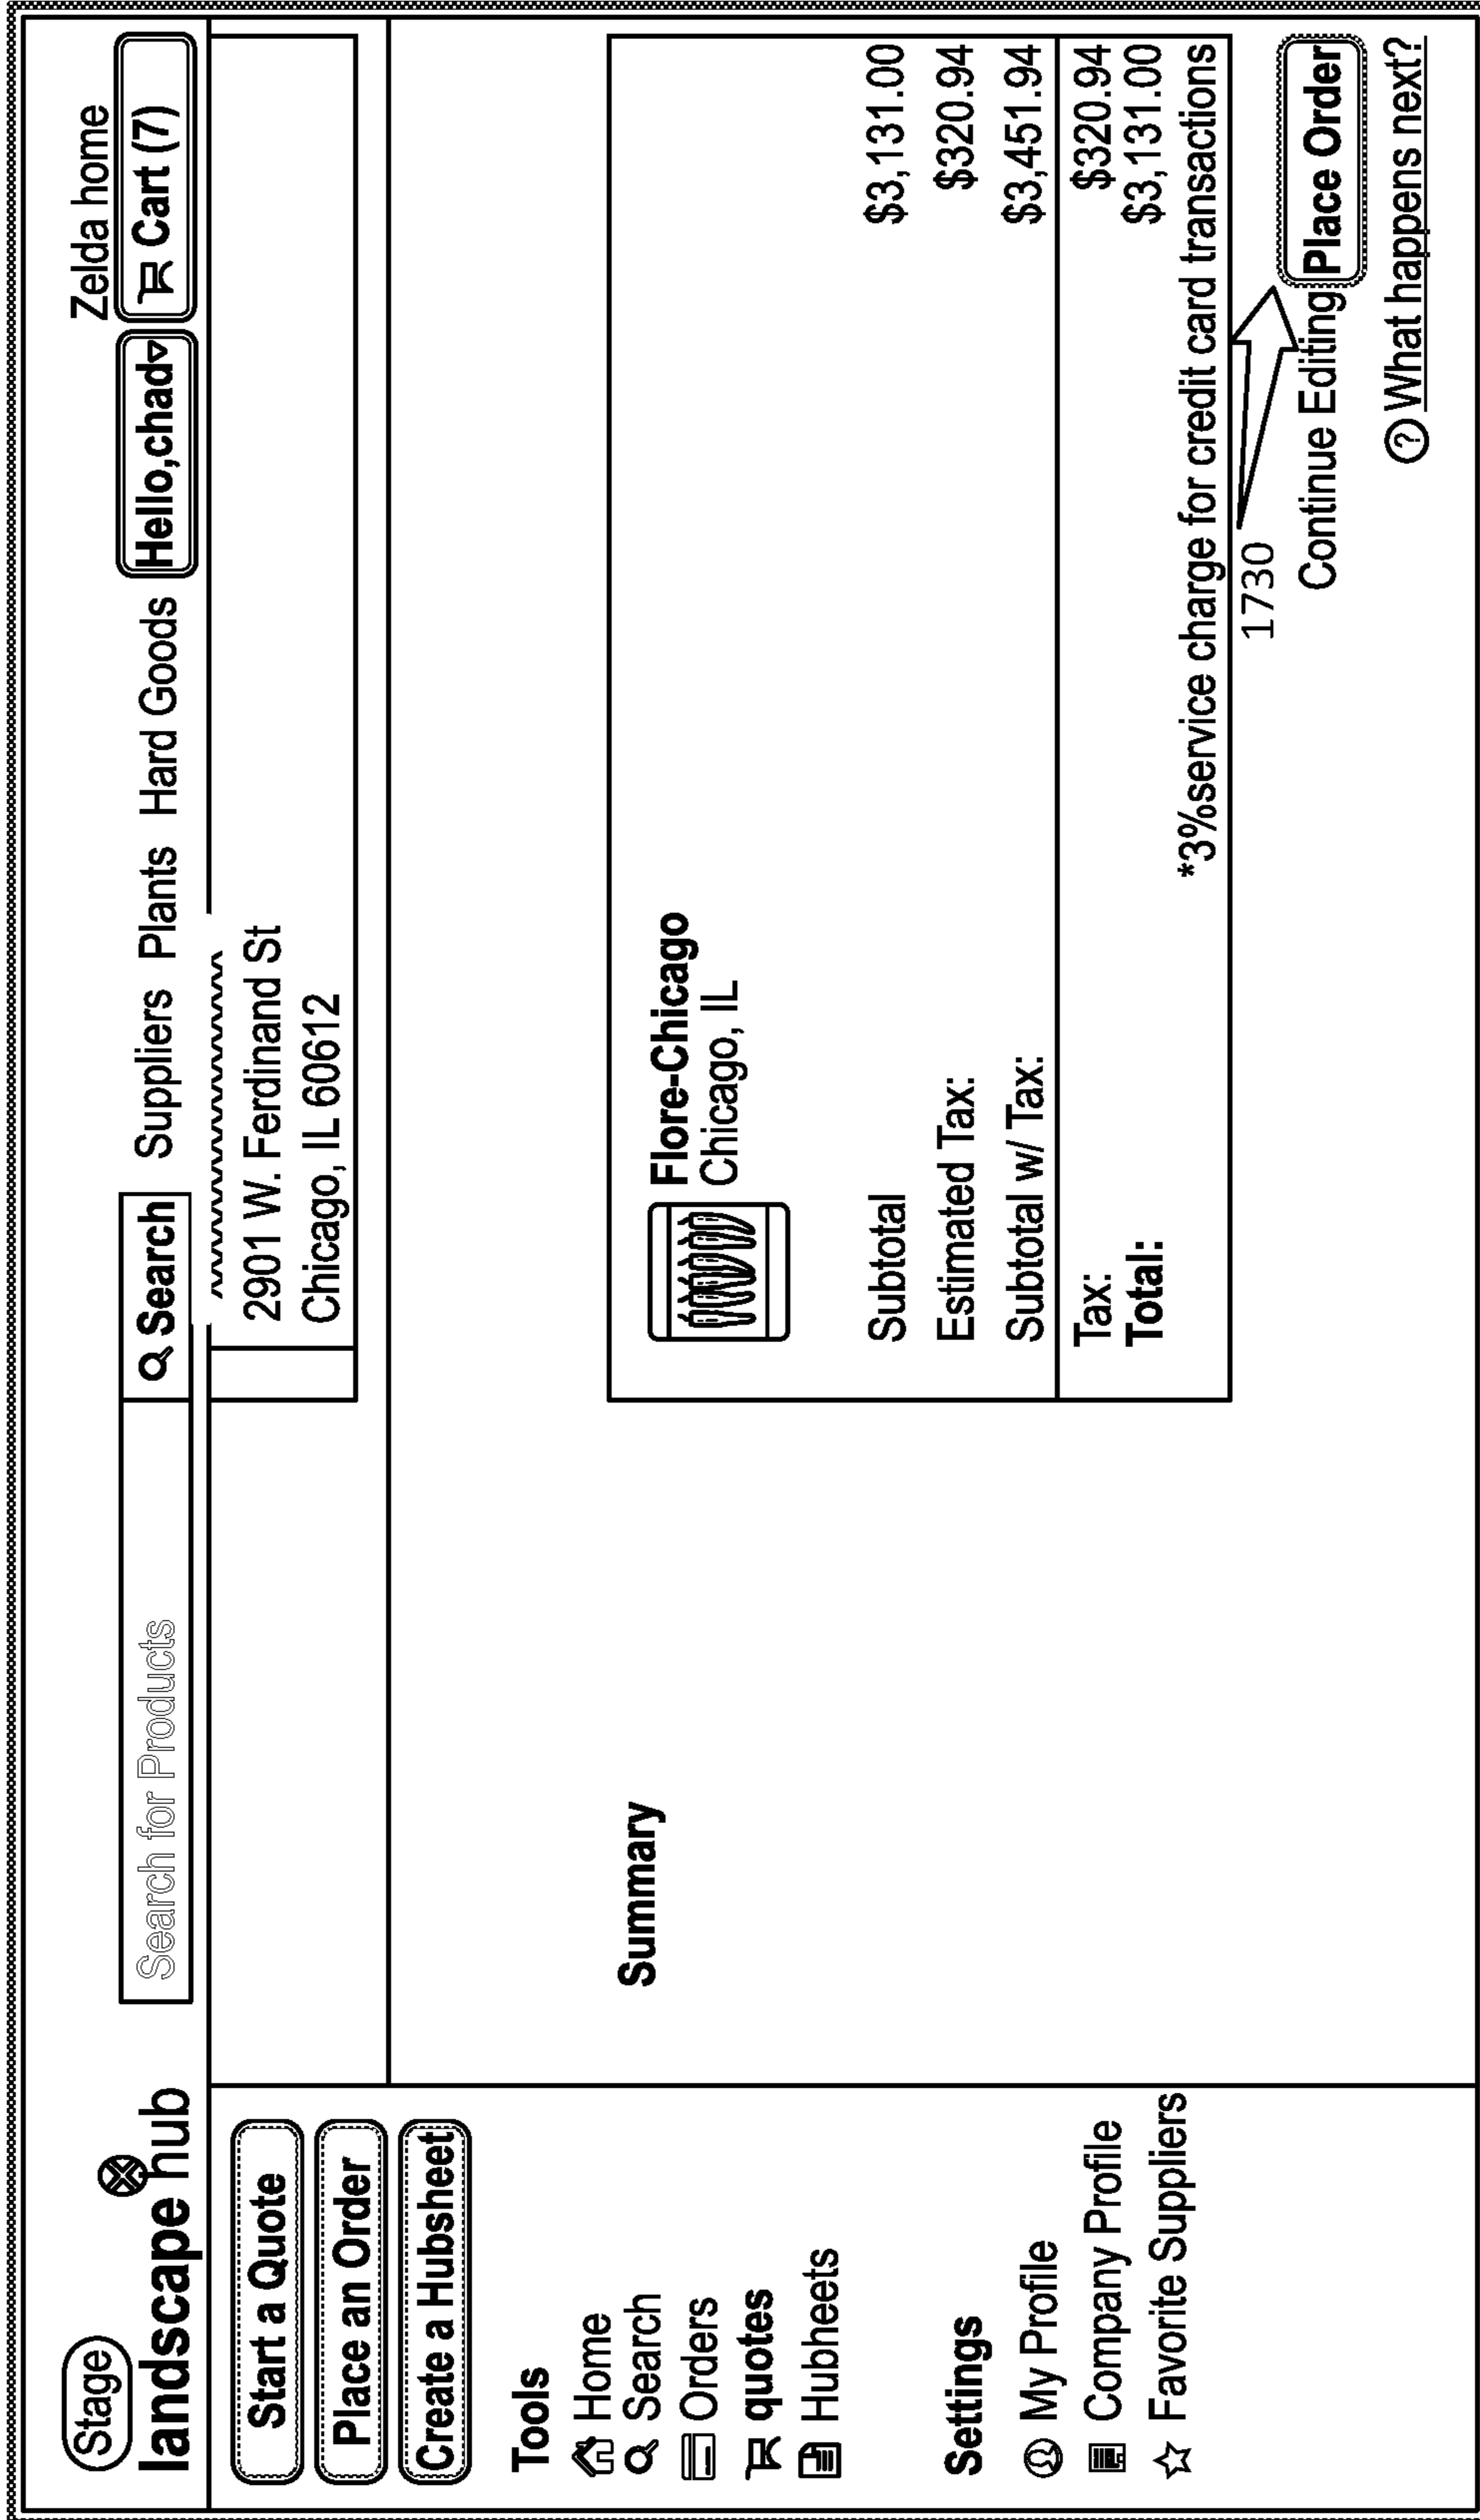 Stage
Zelda home
landscape hub
Search for Products
Search
Suppliers
Plants
Hard Goods
Hello,chad
Cart (7)
Start a Quote
Place an Order
Create a Hubsheet
Tools
Home
Search
Orders
quotes
Hubheets
Settings
My Profile
Company Profile
Favorite Suppliers
2901 W. Ferdinand St
Chicago, IL 60612
Summary
Flore-Chicago
Chicago, IL
Subtotal $3,131.00
Estimated Tax: $320.94
Subtotal w/ Tax: $3,451.94
Tax: $320.94
Total: $3,131.00
*3%service charge for credit card transactions
1730
Continue Editing Place Order
? What happens next?